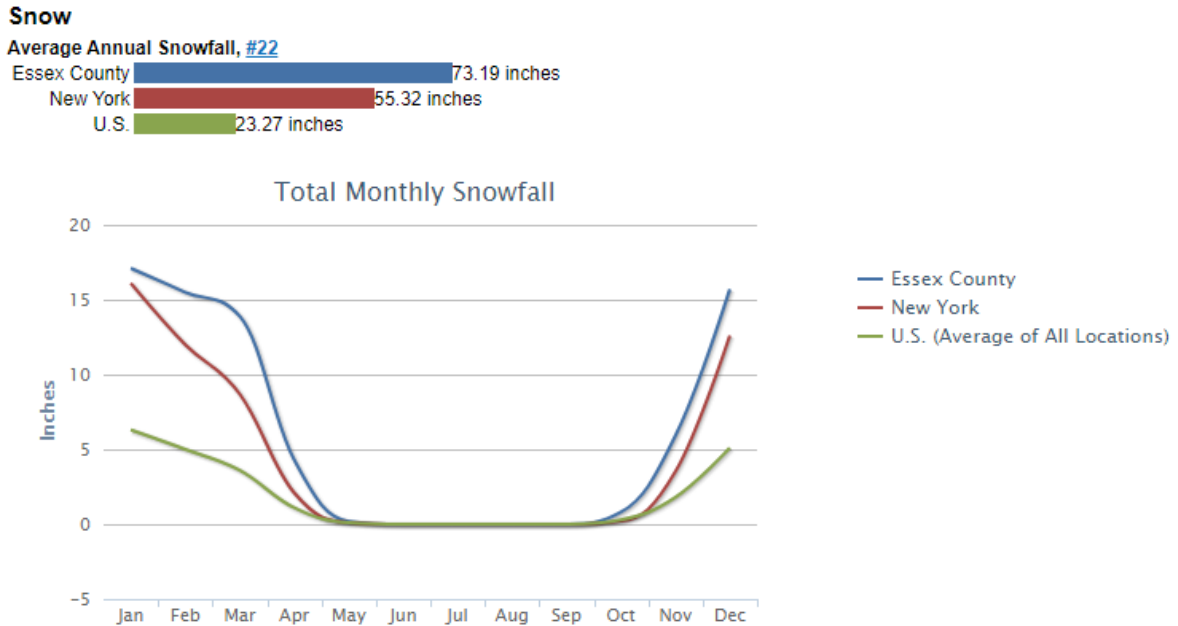 Snow
Average Annual Snowfall, #22
Essex County 73.19 inches
New York 55.32 inches
U.S. 23.27 inches
Total Monthly Snowfall
20
15
10
5
0
−5
Inches
Jan Feb Mar Apr May Jun Jul Aug Sep Oct Nov Dec
Essex County
New York
U.S. (Average of All Locations)